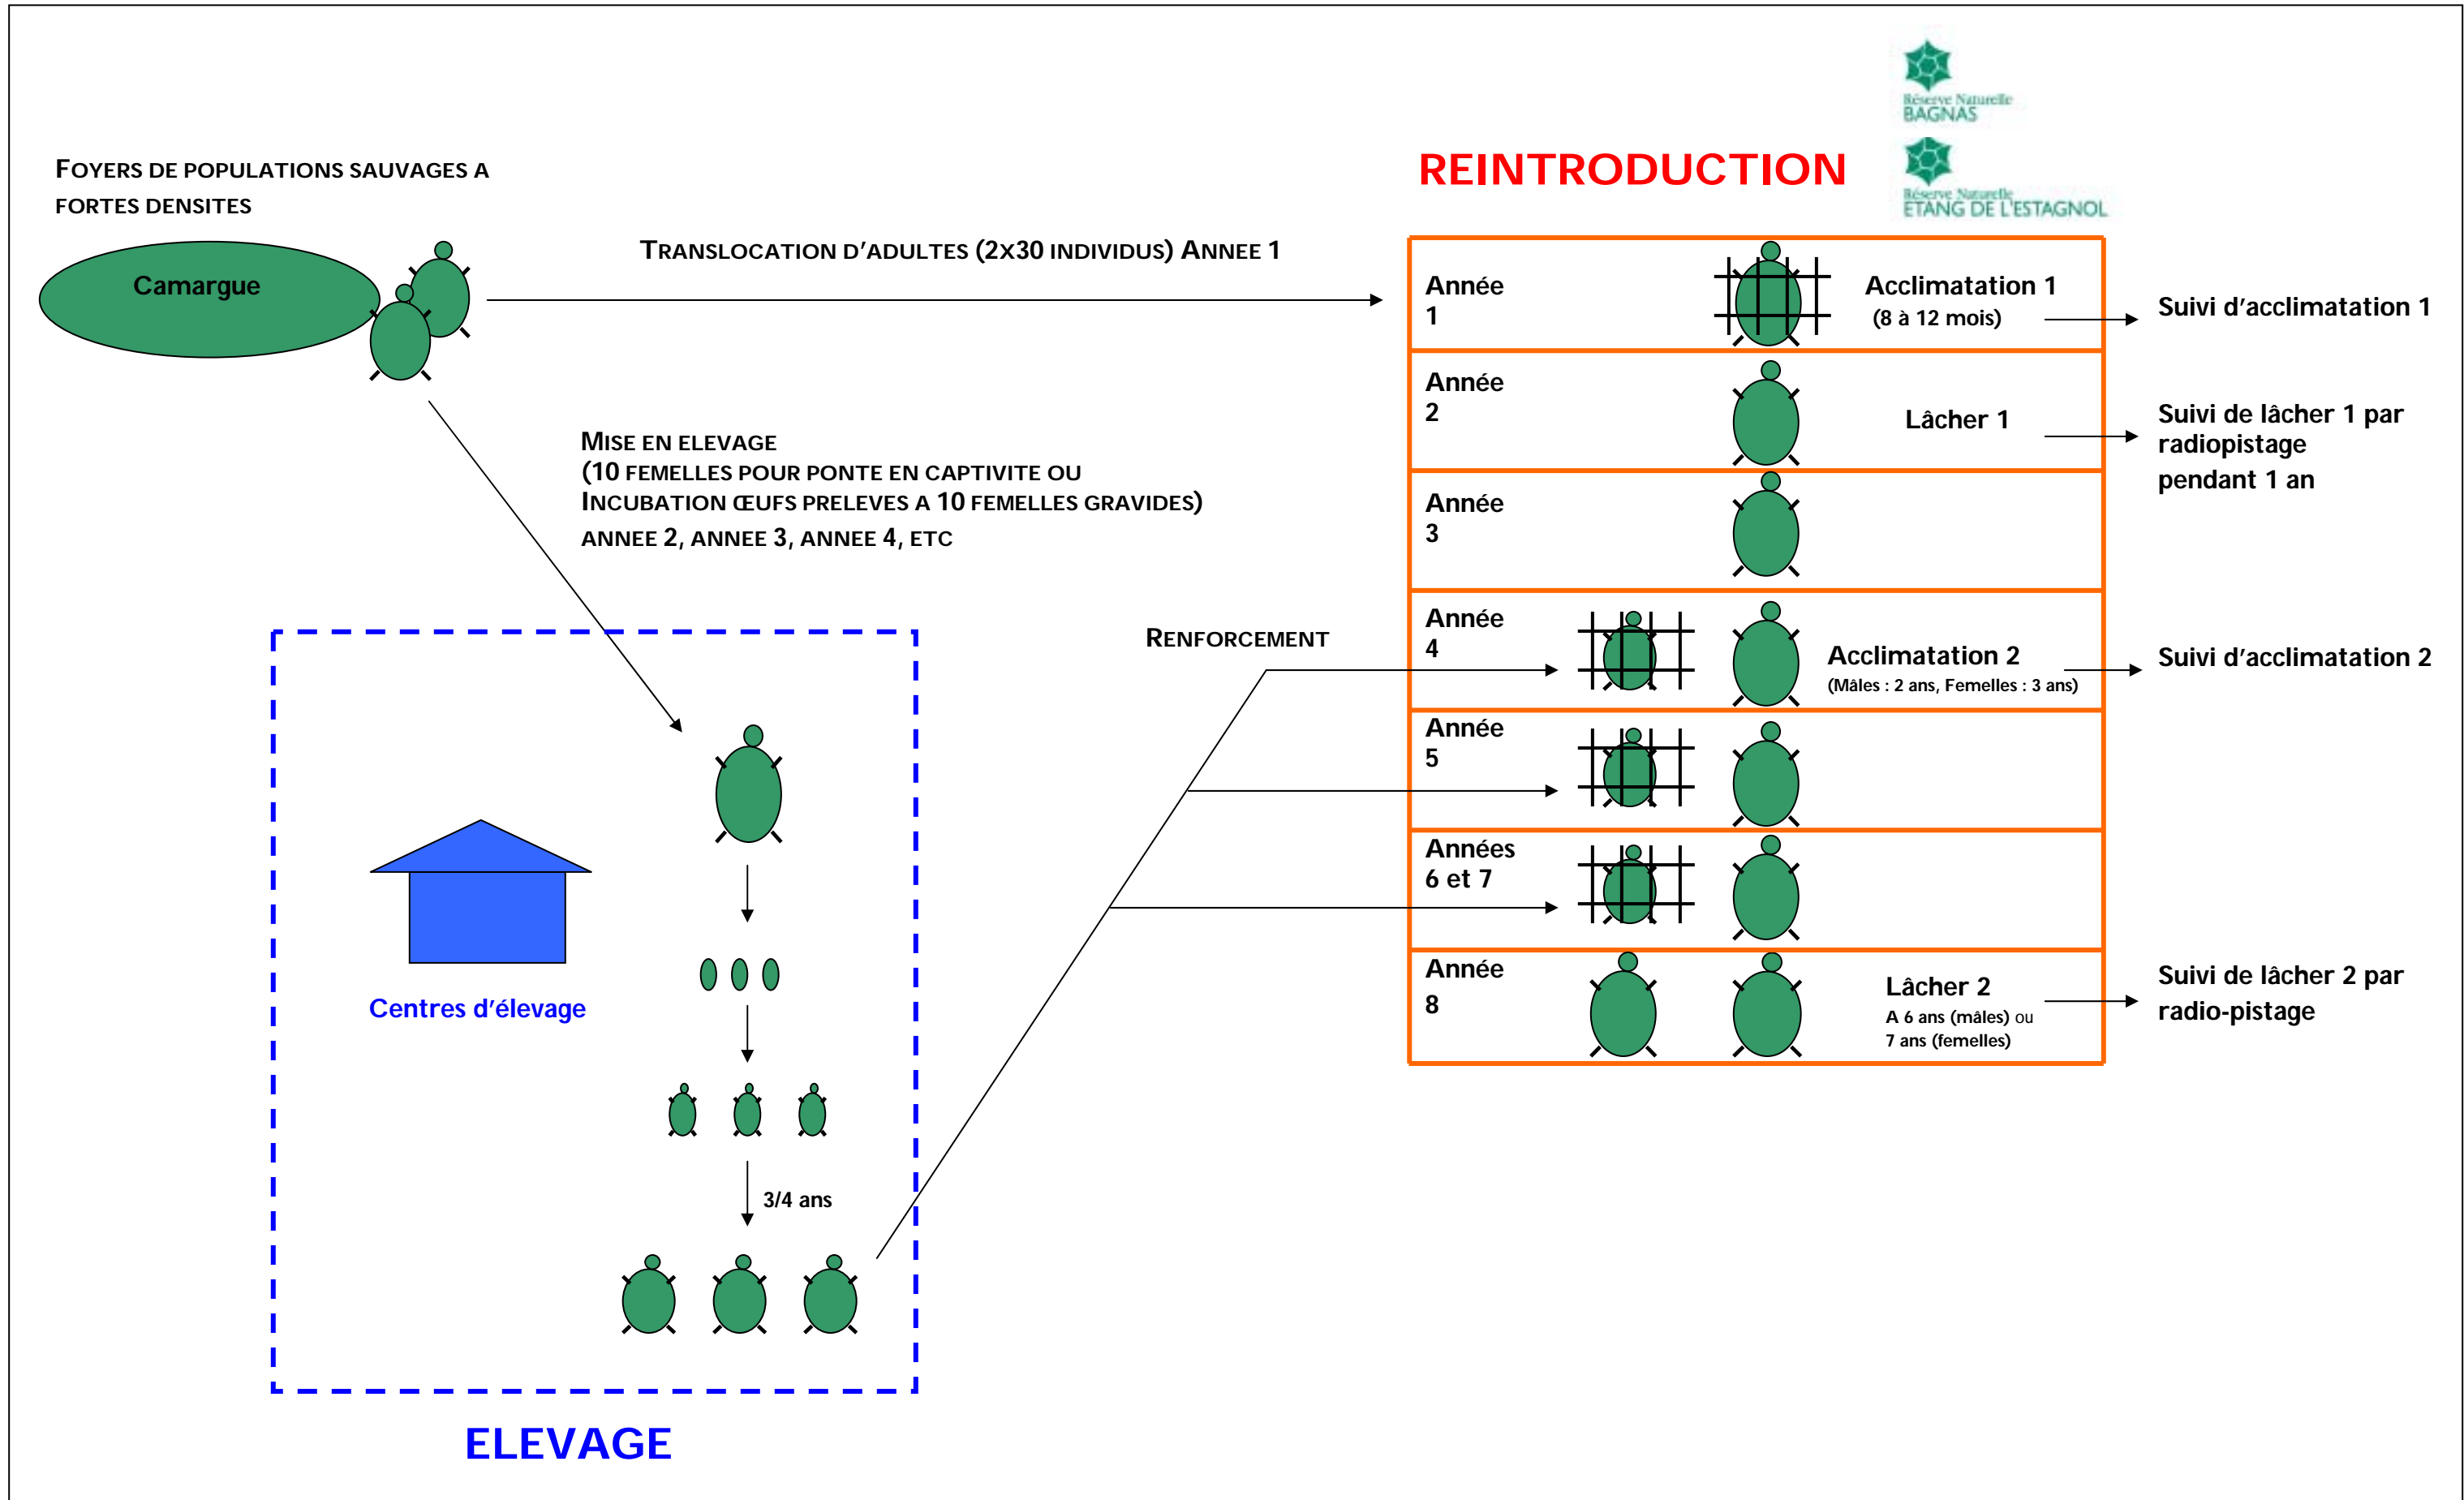 Réserve Naturelle
BAGNAS
Réserve Naturelle
ETANG DE L'ESTAGNOL
FOYERS DE POPULATIONS SAUVAGES A
FORTES DENSITES
REINTRODUCTION
Camargue
TRANSLOCATION D'ADULTES (2X30 INDIVIDUS) ANNEE 1
MISE EN ELEVAGE
(10 FEMELLES POUR PONTE EN CAPTIVITE OU
INCUBATION ŒUFS PRELEVES A 10 FEMELLES GRAVIDES)
ANNEE 2, ANNEE 3, ANNEE 4, ETC
Centres d'élevage
3/4 ans
ELEVAGE
RENFORCEMENT
Année
1
Acclimatation 1
(8 à 12 mois)
Suivi d'acclimatation 1
Année
2
Lâcher 1
Suivi de lâcher 1 par
radiopistage
pendant 1 an
Année
3
Année
4
Acclimatation 2
(Mâles : 2 ans, Femelles : 3 ans)
Suivi d'acclimatation 2
Année
5
Années
6 et 7
Année
8
Lâcher 2
A 6 ans (mâles) ou
7 ans (femelles)
Suivi de lâcher 2 par
radio-pistage